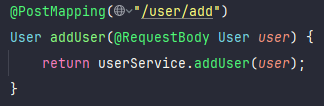 @PostMapping("/user/add")
User addUser(@RequestBody User user) {
    return userService.addUser(user);
}